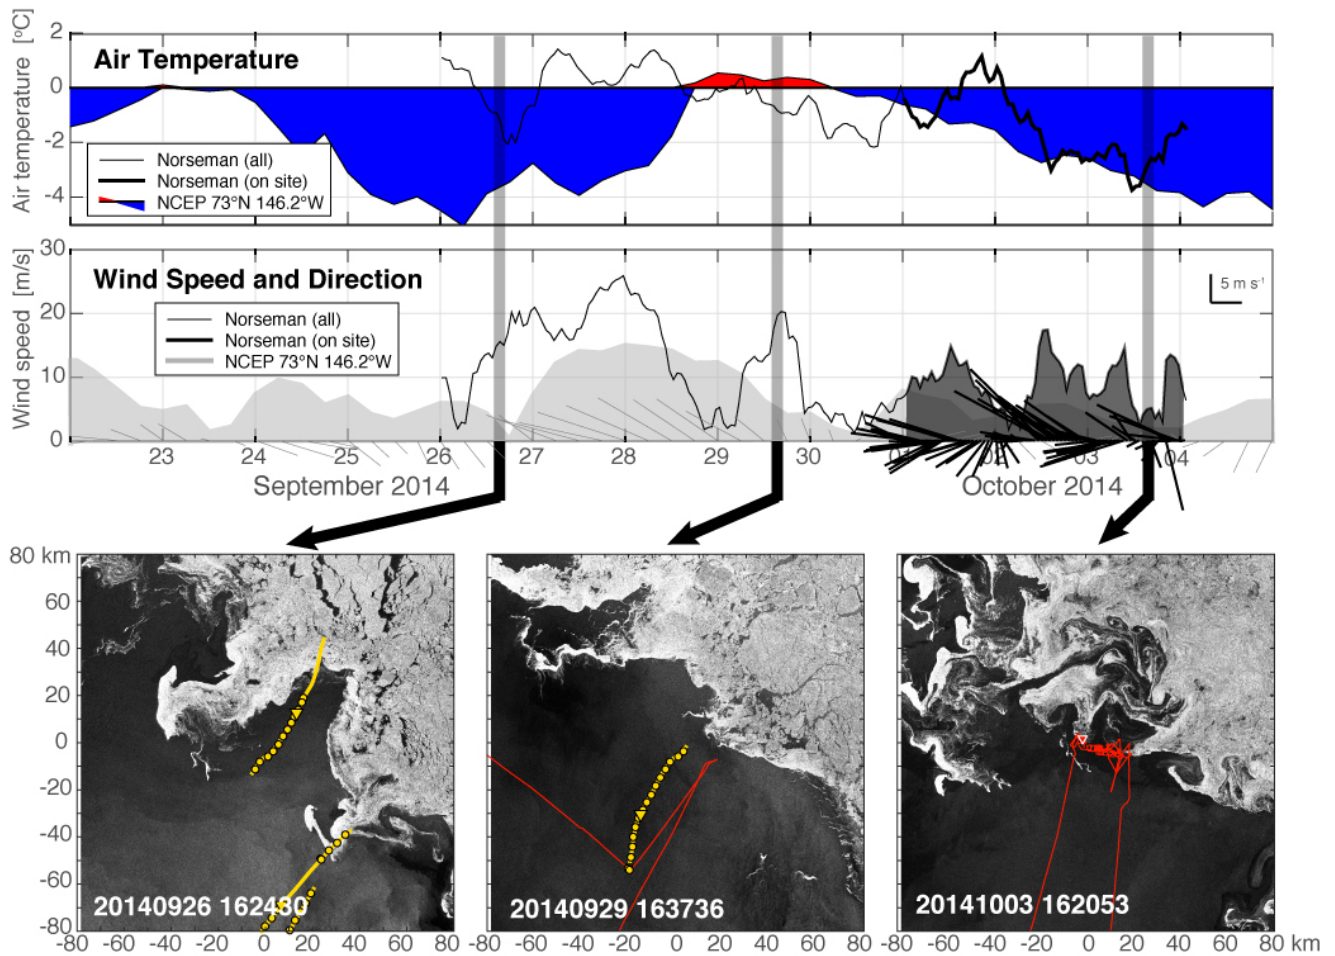 Air temperature [ºC]
2
0
-2
-4
Air Temperature
Norseman (all)
Norseman (on site)
NCEP 73°N 146.2°W
Wind speed [m/s]
30
20
10
0
Wind Speed and Direction
Norseman (all)
Norseman (on site)
NCEP 73°N 146.2°W
5 m s-1
23 24 25 26 27 28 29 30 01 02 03 04
September 2014 October 2014
80 km
60
40
20
0
-20
-40
-60
-80
20140926 162430
20140929 163736
20141003 162053
-80 -60 -40 -20 0 20 40 60 80
-80 -60 -40 -20 0 20 40 60 80
-80 -60 -40 -20 0 20 40 60 80 km